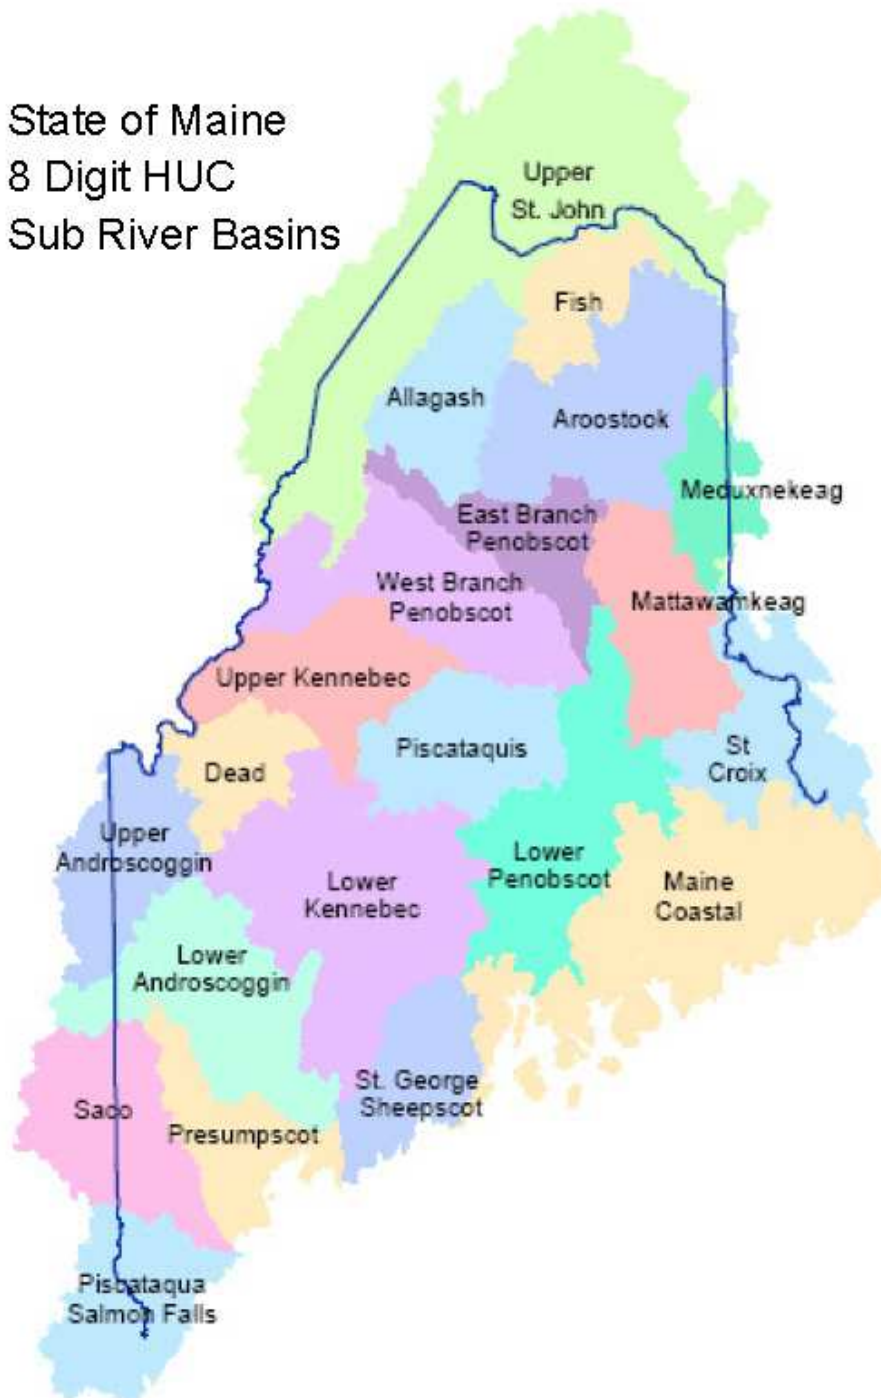 State of Maine
8 Digit HUC
Sub River Basins
Upper
St. John
Fish
Allagash
Aroostook
Meduxnekeag
East Branch
Penobscot
West Branch
Penobscot
Mattawamkeag
Upper Kennebec
Piscataquis
St
Croix
Dead
Upper
Androscoggin
Lower
Kennebec
Lower
Penobscot
Maine
Coastal
Lower
Androscoggin
St. George
Sheepscot
Saco
Presumpscot
Piscataqua
Salmon Falls